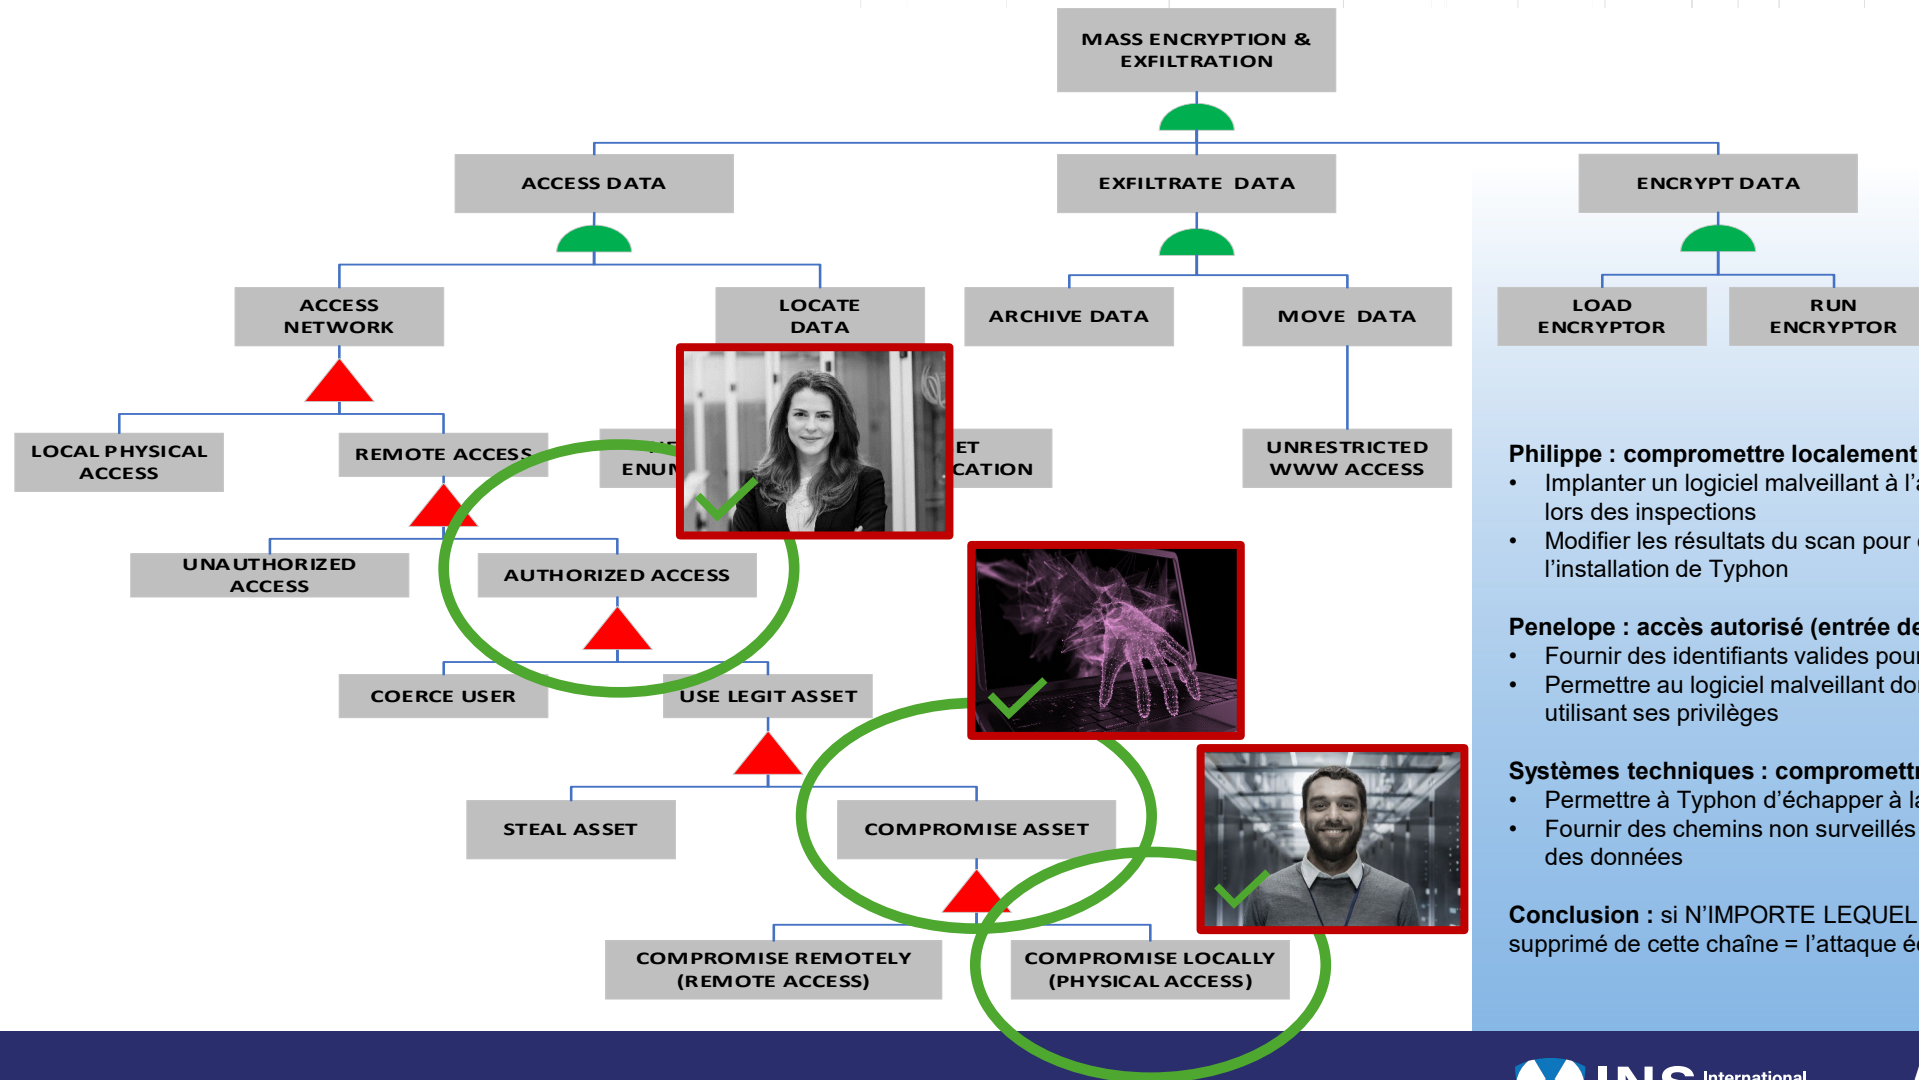 MASS ENCRYPTION &
EXFILTRATION
ACCESS DATA
EXFILTRATE DATA
ENCRYPT DATA
ACCESS
NETWORK
LOCATE
DATA
ARCHIVE DATA
MOVE DATA
LOAD
ENCRYPTOR
RUN
ENCRYPTOR
LOCAL PHYSICAL
ACCESS
REMOTE ACCESS
UNRESTRICTED
WWW ACCESS
UNAUTHORIZED
ACCESS
AUTHORIZED ACCESS
COERCE USER
USE LEGIT ASSET
STEAL ASSET
COMPROMISE ASSET
COMPROMISE REMOTELY
(REMOTE ACCESS)
COMPROMISE LOCALLY
(PHYSICAL ACCESS)
Philippe : compromettre localement
• Implanter un logiciel malveillant à
lors des inspections
• Modifier les résultats du scan pour
l'installation de Typhon
Penelope : accès autorisé (entrée
• Fournir des identifiants valides pour
• Permettre au logiciel malveillant
utilisant ses privilèges
Systèmes techniques :
• Permettre à Typhon d'échapper à
• Fournir des chemins non surveillés
des données
Conclusion : si N'IMPORTE LEQUEL
supprimé de cette chaîne = l'attaque
INS International